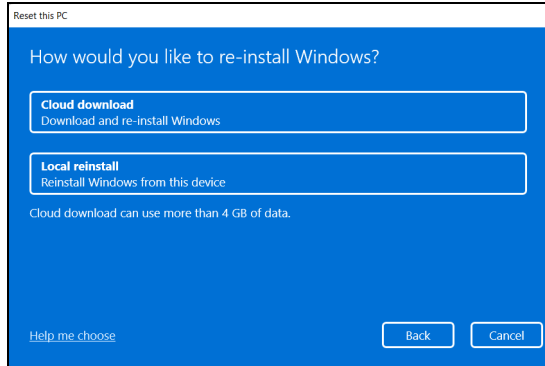 Reset this PC
How would you like to re-install Windows?
Cloud download
Download and re-install Windows
Local reinstall
Reinstall Windows from this device
Cloud download can use more than 4 GB of data.
Help me choose
Back
Cancel